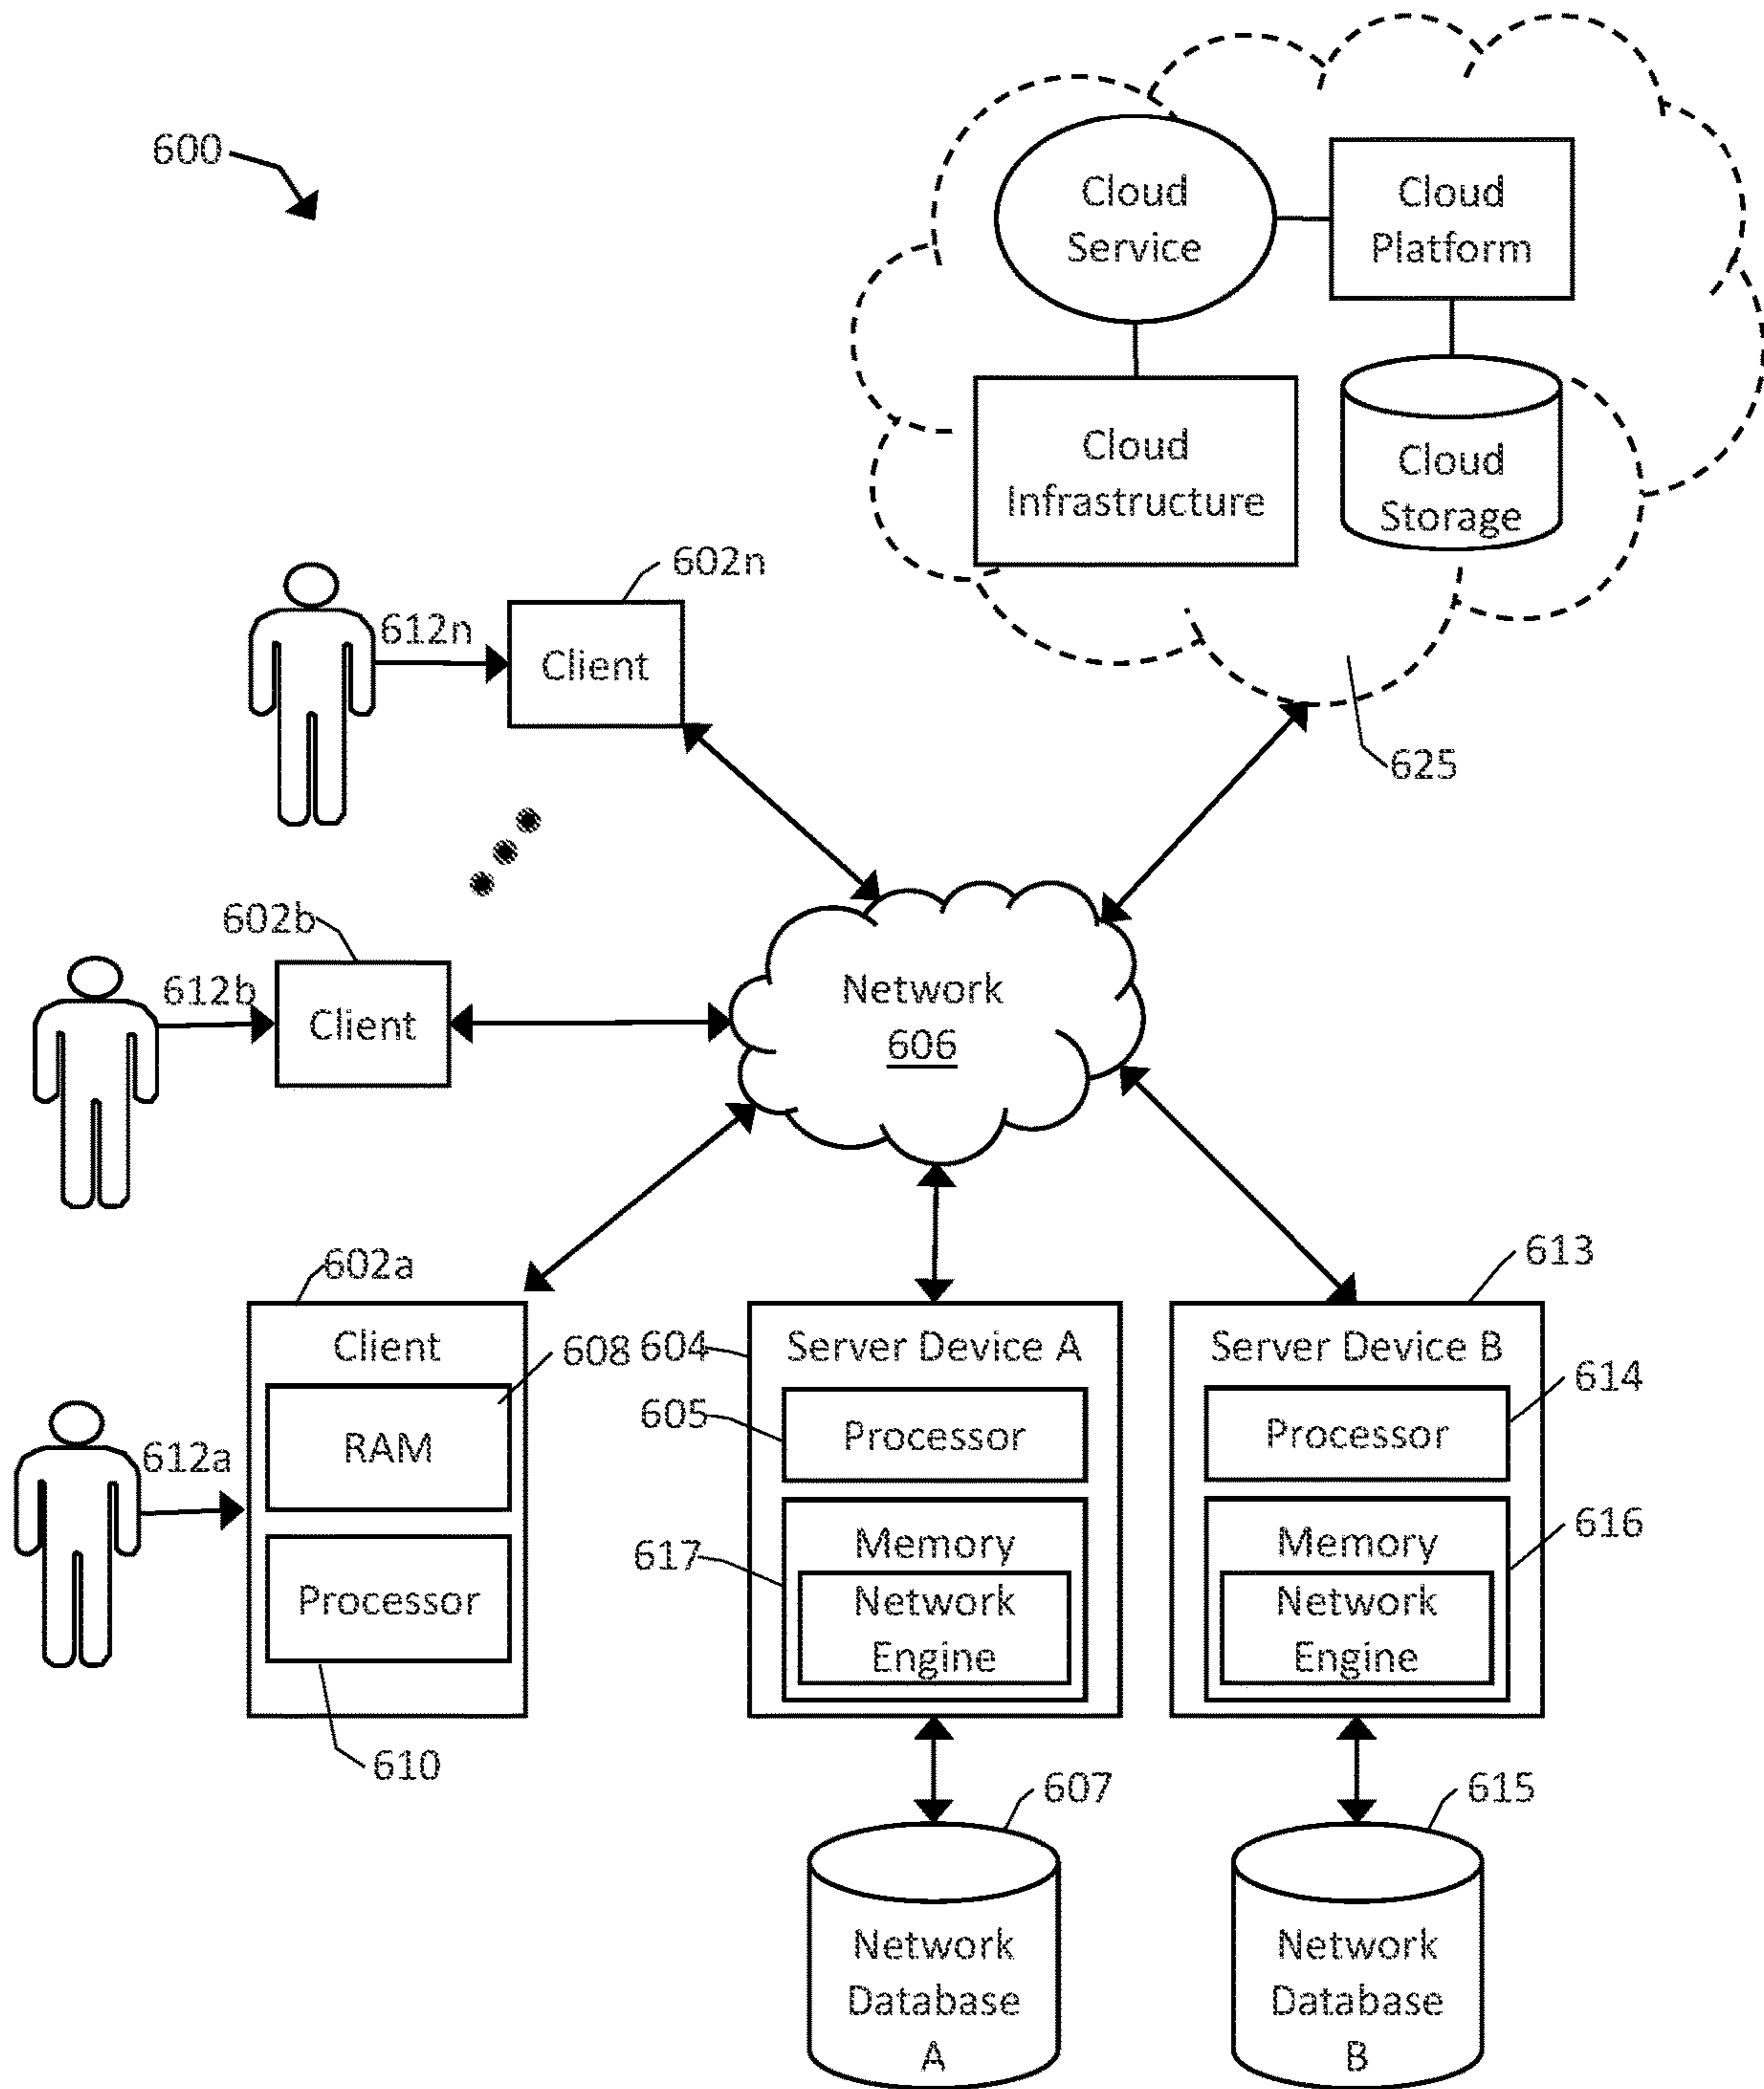 600
Cloud
Service
Cloud
Platform
Cloud
Infrastructure
Cloud
Storage
602n
612n
Client
625
602b
612b
Client
Network
606
602a
Client
608
RAM
612a
Processor
610
604
Server Device A
605
Processor
617
Memory
Network
Engine
613
Server Device B
614
Processor
616
Memory
Network
Engine
607
Network
Database
A
615
Network
Database
B